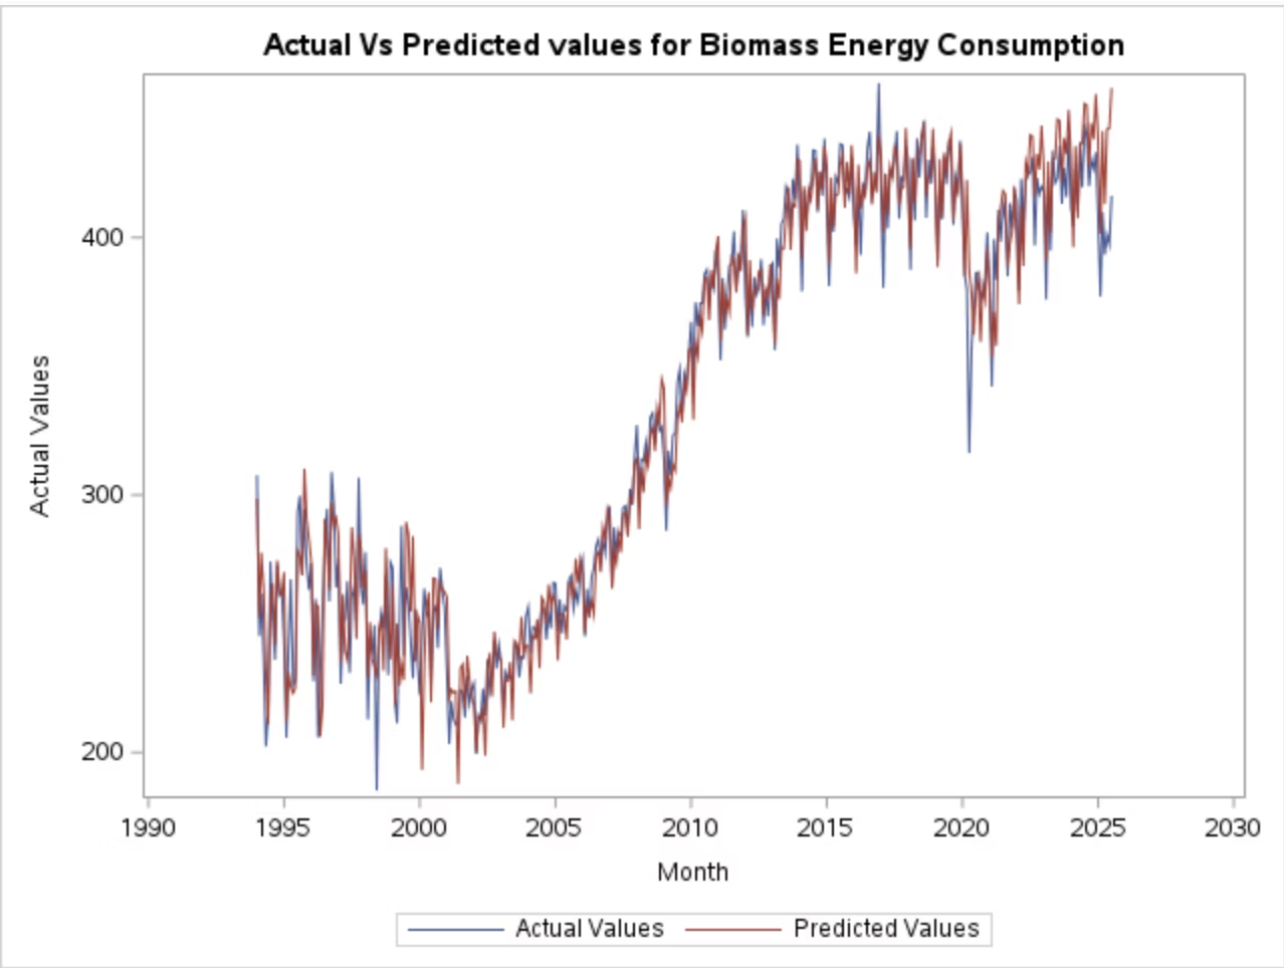 Actual Vs Predicted values for Biomass Energy Consumption
Actual Values
400
300
200
1990 1995 2000 2005 2010 2015 2020 2025 2030
Month
Actual Values Predicted Values